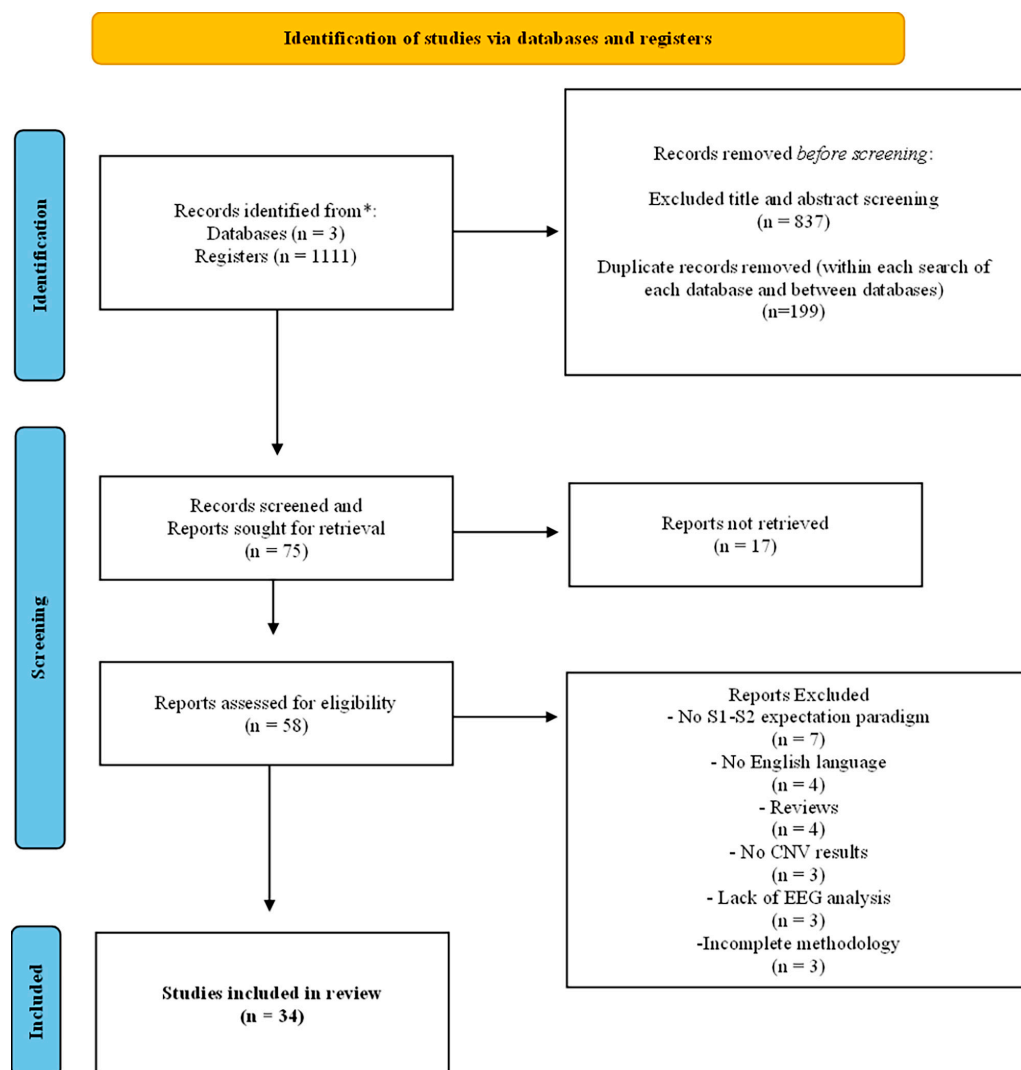 Identification of studies via databases and registers
Identification
Records identified from*:
Databases (n = 3)
Registers (n = 1111)
Records removed before screening:
Excluded title and abstract screening
(n = 837)
Duplicate records removed (within each search of
each database and between databases)
(n=199)
Screening
Records screened and
Reports sought for retrieval
(n = 75)
Reports not retrieved
(n = 17)
Reports assessed for eligibility
(n = 58)
Reports Excluded
- No S1-S2 expectation paradigm
(n = 7)
- No English language
(n = 4)
- Reviews
(n = 4)
- No CNV results
(n = 3)
- Lack of EEG analysis
(n = 3)
-Incomplete methodology
(n = 3)
Included
Studies included in review
(n = 34)